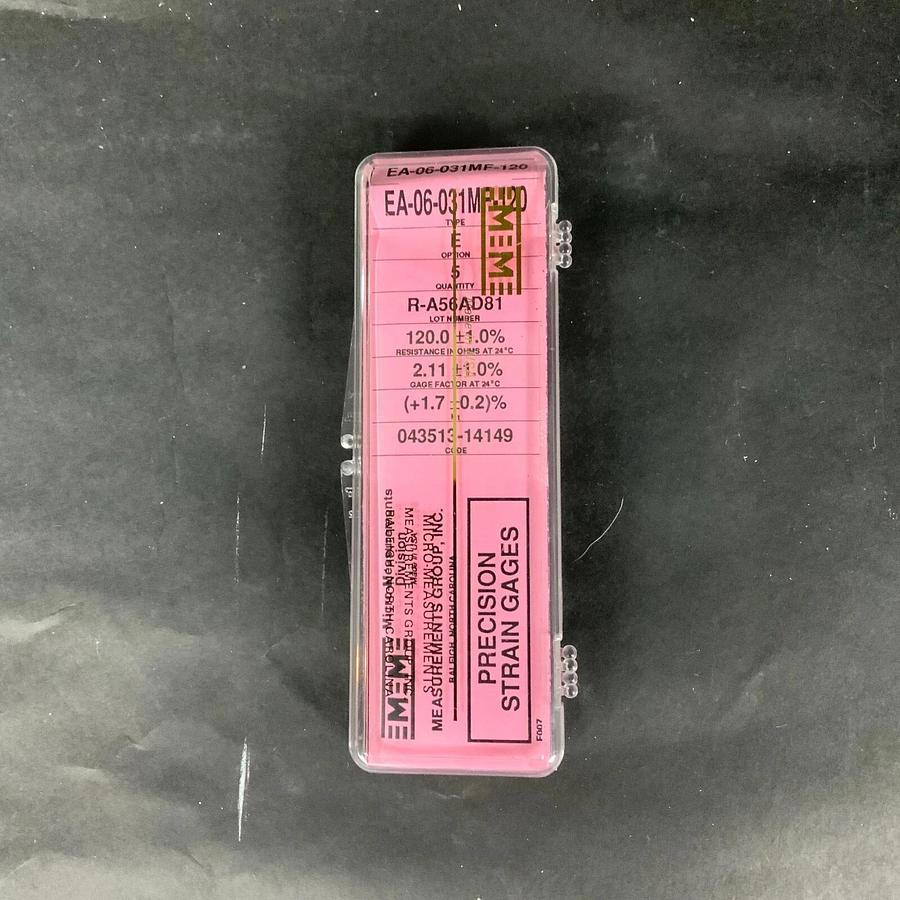 EA-06-031MF-120
EA-06-031MF-120
TYPE
E
OPTION
5
QUANTITY
R-A56AD81
LOT NUMBER
120.0 ±1.0%
RESISTANCE IN OHMS AT 24°C
2.11 ±1.0%
GAGE FACTOR AT 24°C
(+1.7 ±0.2)%
043513-14149
CODE
MICRO-MEASUREMENTS
MEASUREMENTS GROUP, INC.
RALEIGH, NORTH CAROLINA
PRECISION
STRAIN GAGES
F007